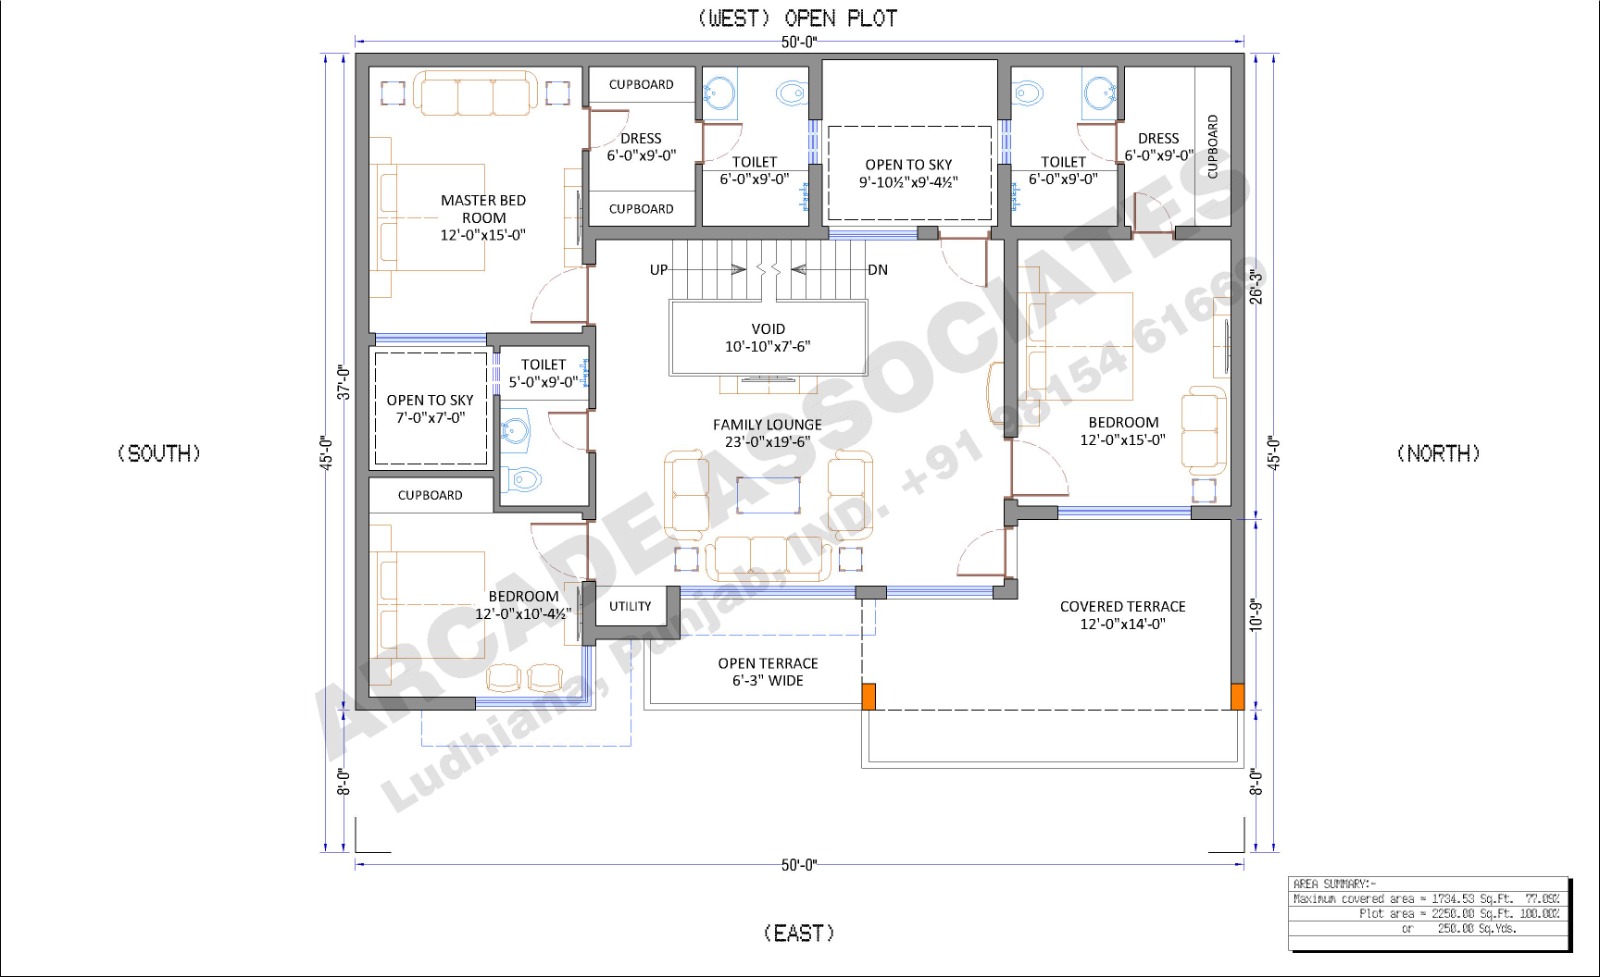 (WEST) OPEN PLOT
50'-0"
CUPBOARD
DRESS
6'-0"x9'-0"
CUPBOARD
TOILET
6'-0"x9'-0"
OPEN TO SKY
9'-10½"x9'-4½"
TOILET
6'-0"x9'-0"
DRESS
6'-0"x9'-0"
CUPBOARD
MASTER BED
ROOM
12'-0"x15'-0"
UP
DN
VOID
10'-10"x7'-6"
26'-3"
37'-0"
TOILET
5'-0"x9'-0"
OPEN TO SKY
7'-0"x7'-0"
FAMILY LOUNGE
23'-0"x19'-6"
BEDROOM
12'-0"x15'-0"
(SOUTH)
45'-0"
45'-0"
(NORTH)
CUPBOARD
BEDROOM
12'-0"x10'-4½"
UTILITY
COVERED TERRACE
12'-0"x14'-0"
10'-9"
OPEN TERRACE
6'-3" WIDE
8'-0"
8'-0"
50'-0"
(EAST)
ARCADE ASSOCIATES
Ludhiana, Punjab, IND. +91 98154 61669
AREA SUMMARY:-
Maximum covered area = 1734.53 Sq.Ft. 77.09%
Plot area = 2250.00 Sq.Ft. 100.00%
or 250.00 Sq.Yds.